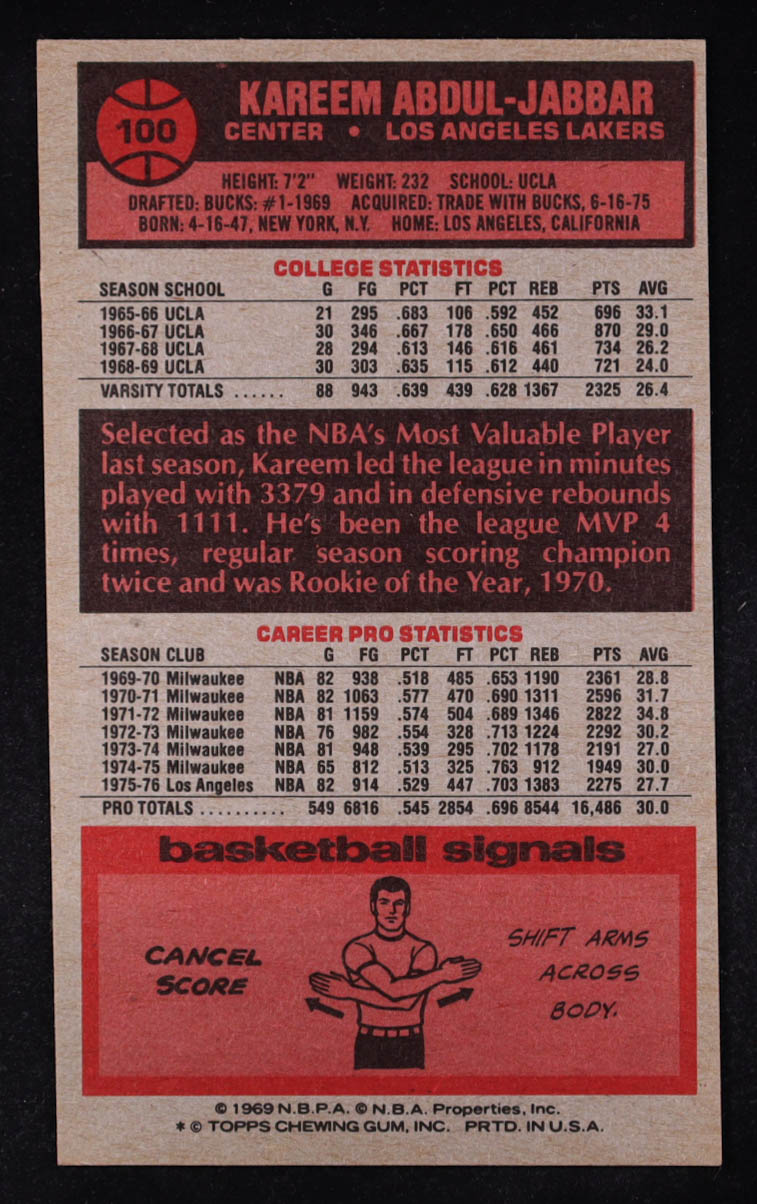 100
KAREEM ABDUL-JABBAR
CENTER • LOS ANGELES LAKERS
HEIGHT: 7'2" WEIGHT: 232 SCHOOL: UCLA
DRAFTED: BUCKS: #1-1969 ACQUIRED: TRADE WITH BUCKS, 6-16-75
BORN: 4-16-47, NEW YORK, N.Y. HOME: LOS ANGELES, CALIFORNIA
COLLEGE STATISTICS
SEASON SCHOOL G FG PCT FT PCT REB PTS AVG
1965-66 UCLA 21 295 .683 106 .592 452 696 33.1
1966-67 UCLA 30 346 .667 178 .650 466 870 29.0
1967-68 UCLA 28 294 .613 146 .616 461 734 26.2
1968-69 UCLA 30 303 .635 115 .612 440 721 24.0
VARSITY TOTALS ...... 88 943 .639 439 .628 1367 2325 26.4
Selected as the NBA's Most Valuable Player
last season, Kareem led the league in minutes
played with 3379 and in defensive rebounds
with 1111. He's been the league MVP 4
times, regular season scoring champion
twice and was Rookie of the Year, 1970.
CAREER PRO STATISTICS
SEASON CLUB G FG PCT FT PCT REB PTS AVG
1969-70 Milwaukee NBA 82 938 .518 485 .653 1190 2361 28.8
1970-71 Milwaukee NBA 82 1063 .577 470 .690 1311 2596 31.7
1971-72 Milwaukee NBA 81 1159 .574 504 .689 1346 2822 34.8
1972-73 Milwaukee NBA 76 982 .554 328 .713 1224 2292 30.2
1973-74 Milwaukee NBA 81 948 .539 295 .702 1178 2191 27.0
1974-75 Milwaukee NBA 65 812 .513 325 .763 912 1949 30.0
1975-76 Los Angeles NBA 82 914 .529 447 .703 1383 2275 27.7
PRO TOTALS .......... 549 6816 .545 2854 .696 8544 16,486 30.0
basketball signals
CANCEL
SCORE
SHIFT ARMS
ACROSS
BODY.
© 1969 N.B.P.A. © N.B.A. Properties, Inc.
* © TOPPS CHEWING GUM, INC. PRTD. IN U.S.A.